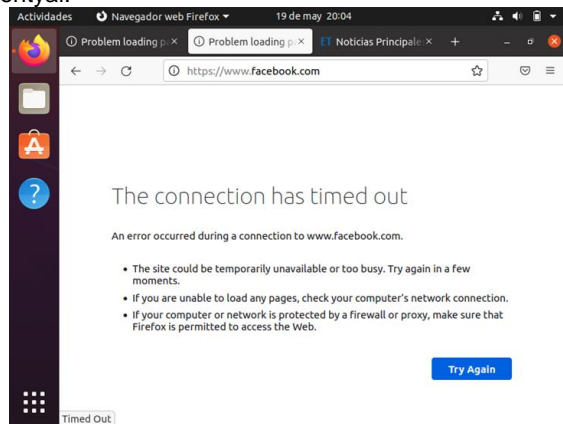 Actividades Navegador web Firefox 19 de may 20:04
Problem loading p Problem loading p ET Noticias Principale
https://www.facebook.com
The connection has timed out
An error occurred during a connection to www.facebook.com.
• The site could be temporarily unavailable or too busy. Try again in a few
moments.
• If you are unable to load any pages, check your computer's network connection.
• If your computer or network is protected by a firewall or proxy, make sure that
Firefox is permitted to access the Web.
Try Again
Timed Out